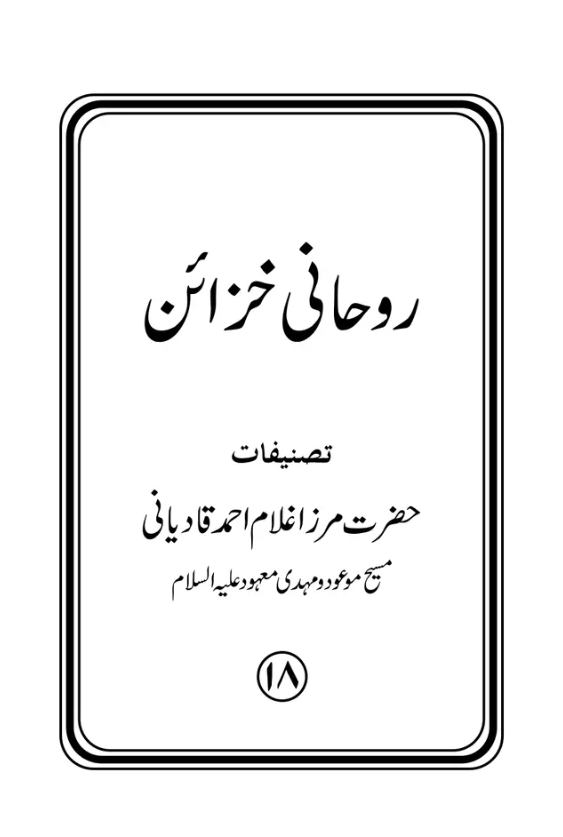 روحانی خزائن
تصنیفات
حضرت مرزا غلام احمد قادیانی
مسیح موعود و مہدی معہود علیہ السلام
۱۸